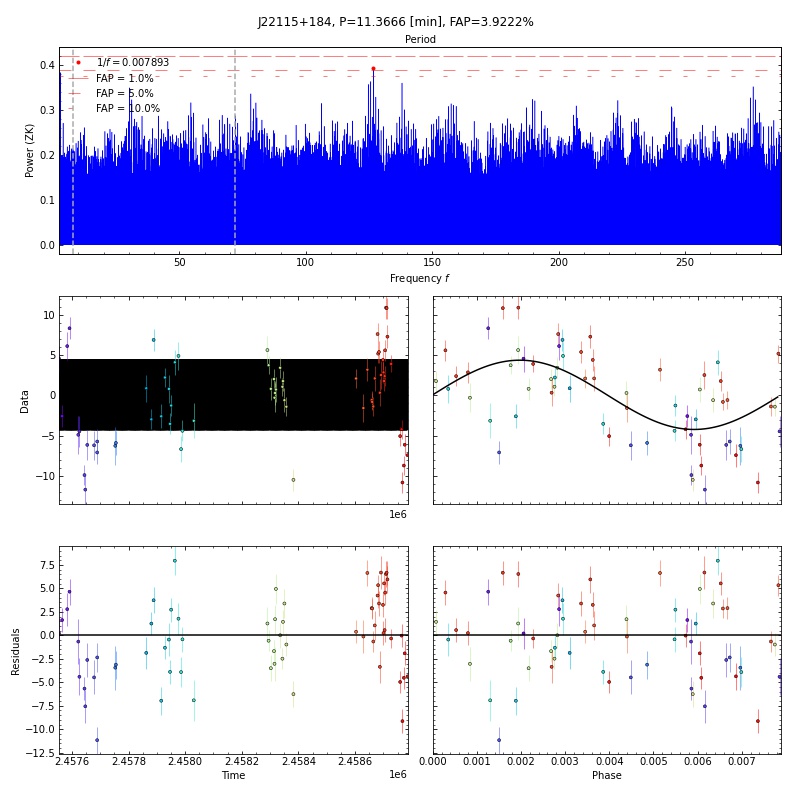 J22115+184, P=11.3666 [min], FAP=3.9222%
Period
Power (ZK)
0.4
0.3
0.2
0.1
0.0
1/f = 0.007893
FAP = 1.0%
FAP = 5.0%
FAP = 10.0%
50
100
150
200
250
Frequency f
Data
10
5
0
−5
−10
1e6
Residuals
7.5
5.0
2.5
0.0
−2.5
−5.0
−7.5
−10.0
−12.5
2.4576
2.4578
2.4580
2.4582
2.4584
2.4586
1e6
Time
0.000
0.001
0.002
0.003
0.004
0.005
0.006
0.007
Phase